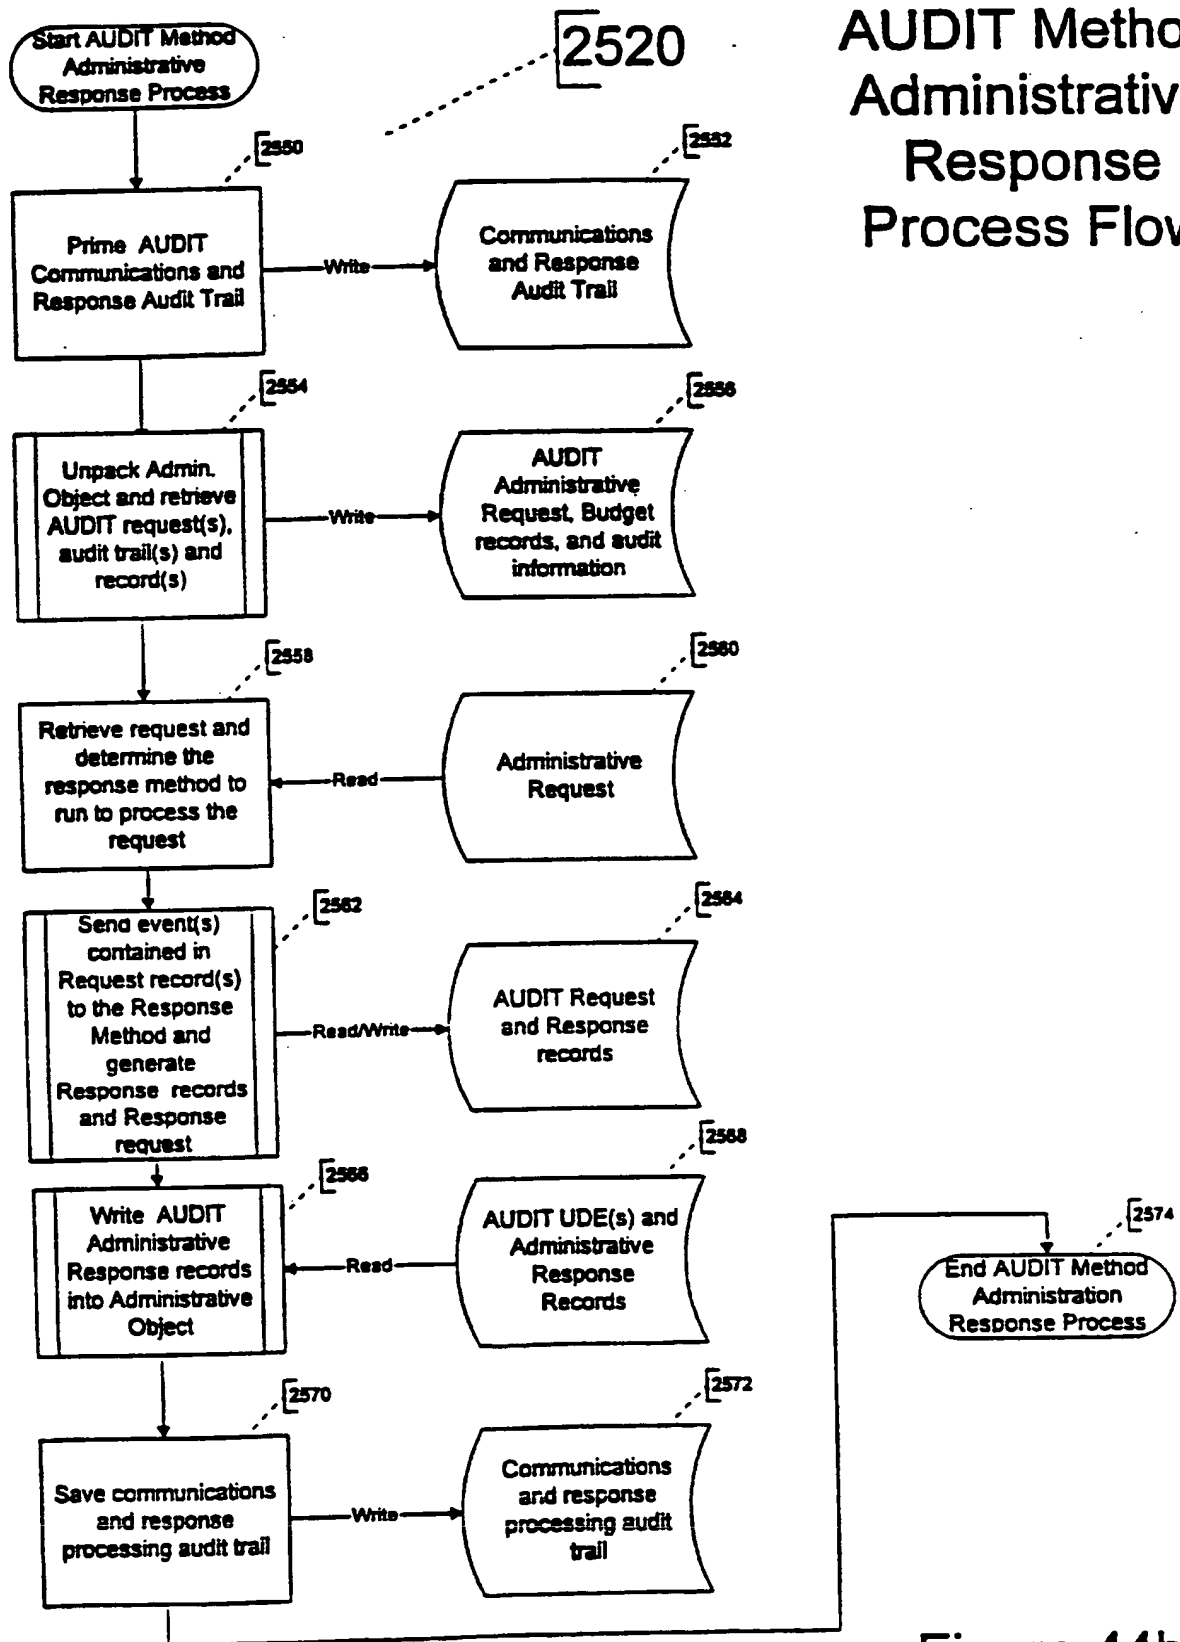 Start AUDIT Method
Administrative
Response Process
2520
AUDIT Metho
Administrativ
Response
Process Flow
2550
Prime AUDIT
Communications and
Response Audit Trail
Write
2552
Communications
and Response
Audit Trail
2554
Unpack Admin.
Object and retrieve
AUDIT request(s),
audit trail(s) and
record(s)
Write
2556
AUDIT
Administrative
Request, Budget
records, and audit
information
2558
Retrieve request and
determine the
response method to
run to process the
request
Read
2560
Administrative
Request
2562
Send event(s)
contained in
Request record(s)
to the Response
Method and
generate
Response records
and Response
request
Read/Write
2564
AUDIT Request
and Response
records
2566
Write AUDIT
Administrative
Response records
into Administrative
Object
Read
2568
AUDIT UDE(s) and
Administrative
Response
Records
2574
End AUDIT Method
Administration
Response Process
2570
Save communications
and response
processing audit trail
Write
2572
Communications
and response
processing audit
trail
Figure 44b